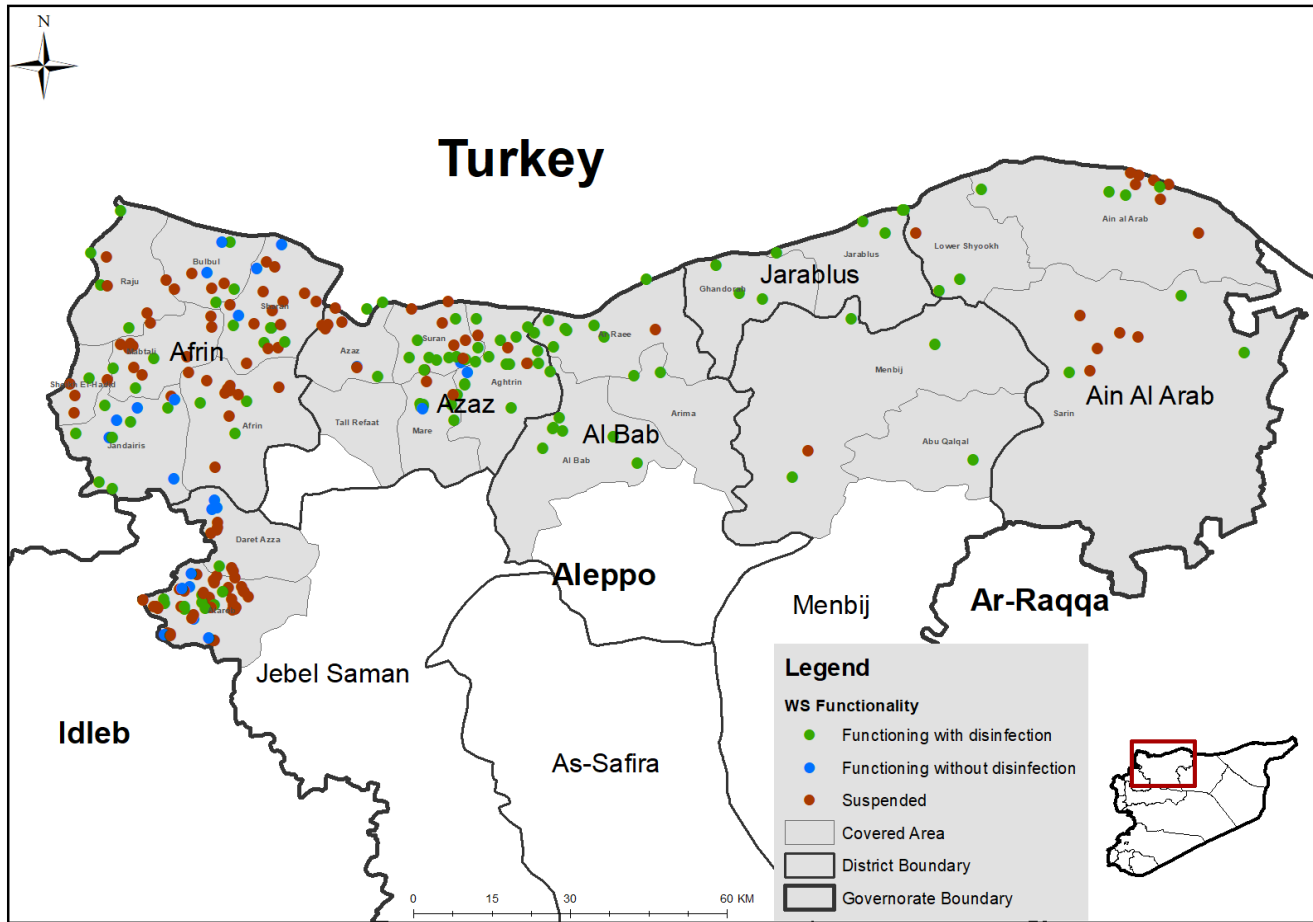 N
Turkey
Bulbul
Raju
Sharan
Afrin
Mabtali
Sheikh El-Hadid
Afrin
Jandairis
Azaz
Suran
Aghtrin
Azaz
Tall Refaat
Mare
Ar-Raee
Arima
Al Bab
Al Bab
Ghandorah
Jarablus
Jarablus
Lower Shyookh
Ain al Arab
Menbij
Sarin
Ain Al Arab
Abu Qalqal
Daret Azza
Aleppo
Menbij
Ar-Raqqa
Jebel Saman
Idleb
As-Safira
Legend
WS Functionality
Functioning with disinfection
Functioning without disinfection
Suspended
Covered Area
District Boundary
Governorate Boundary
0 15 30 60 KM